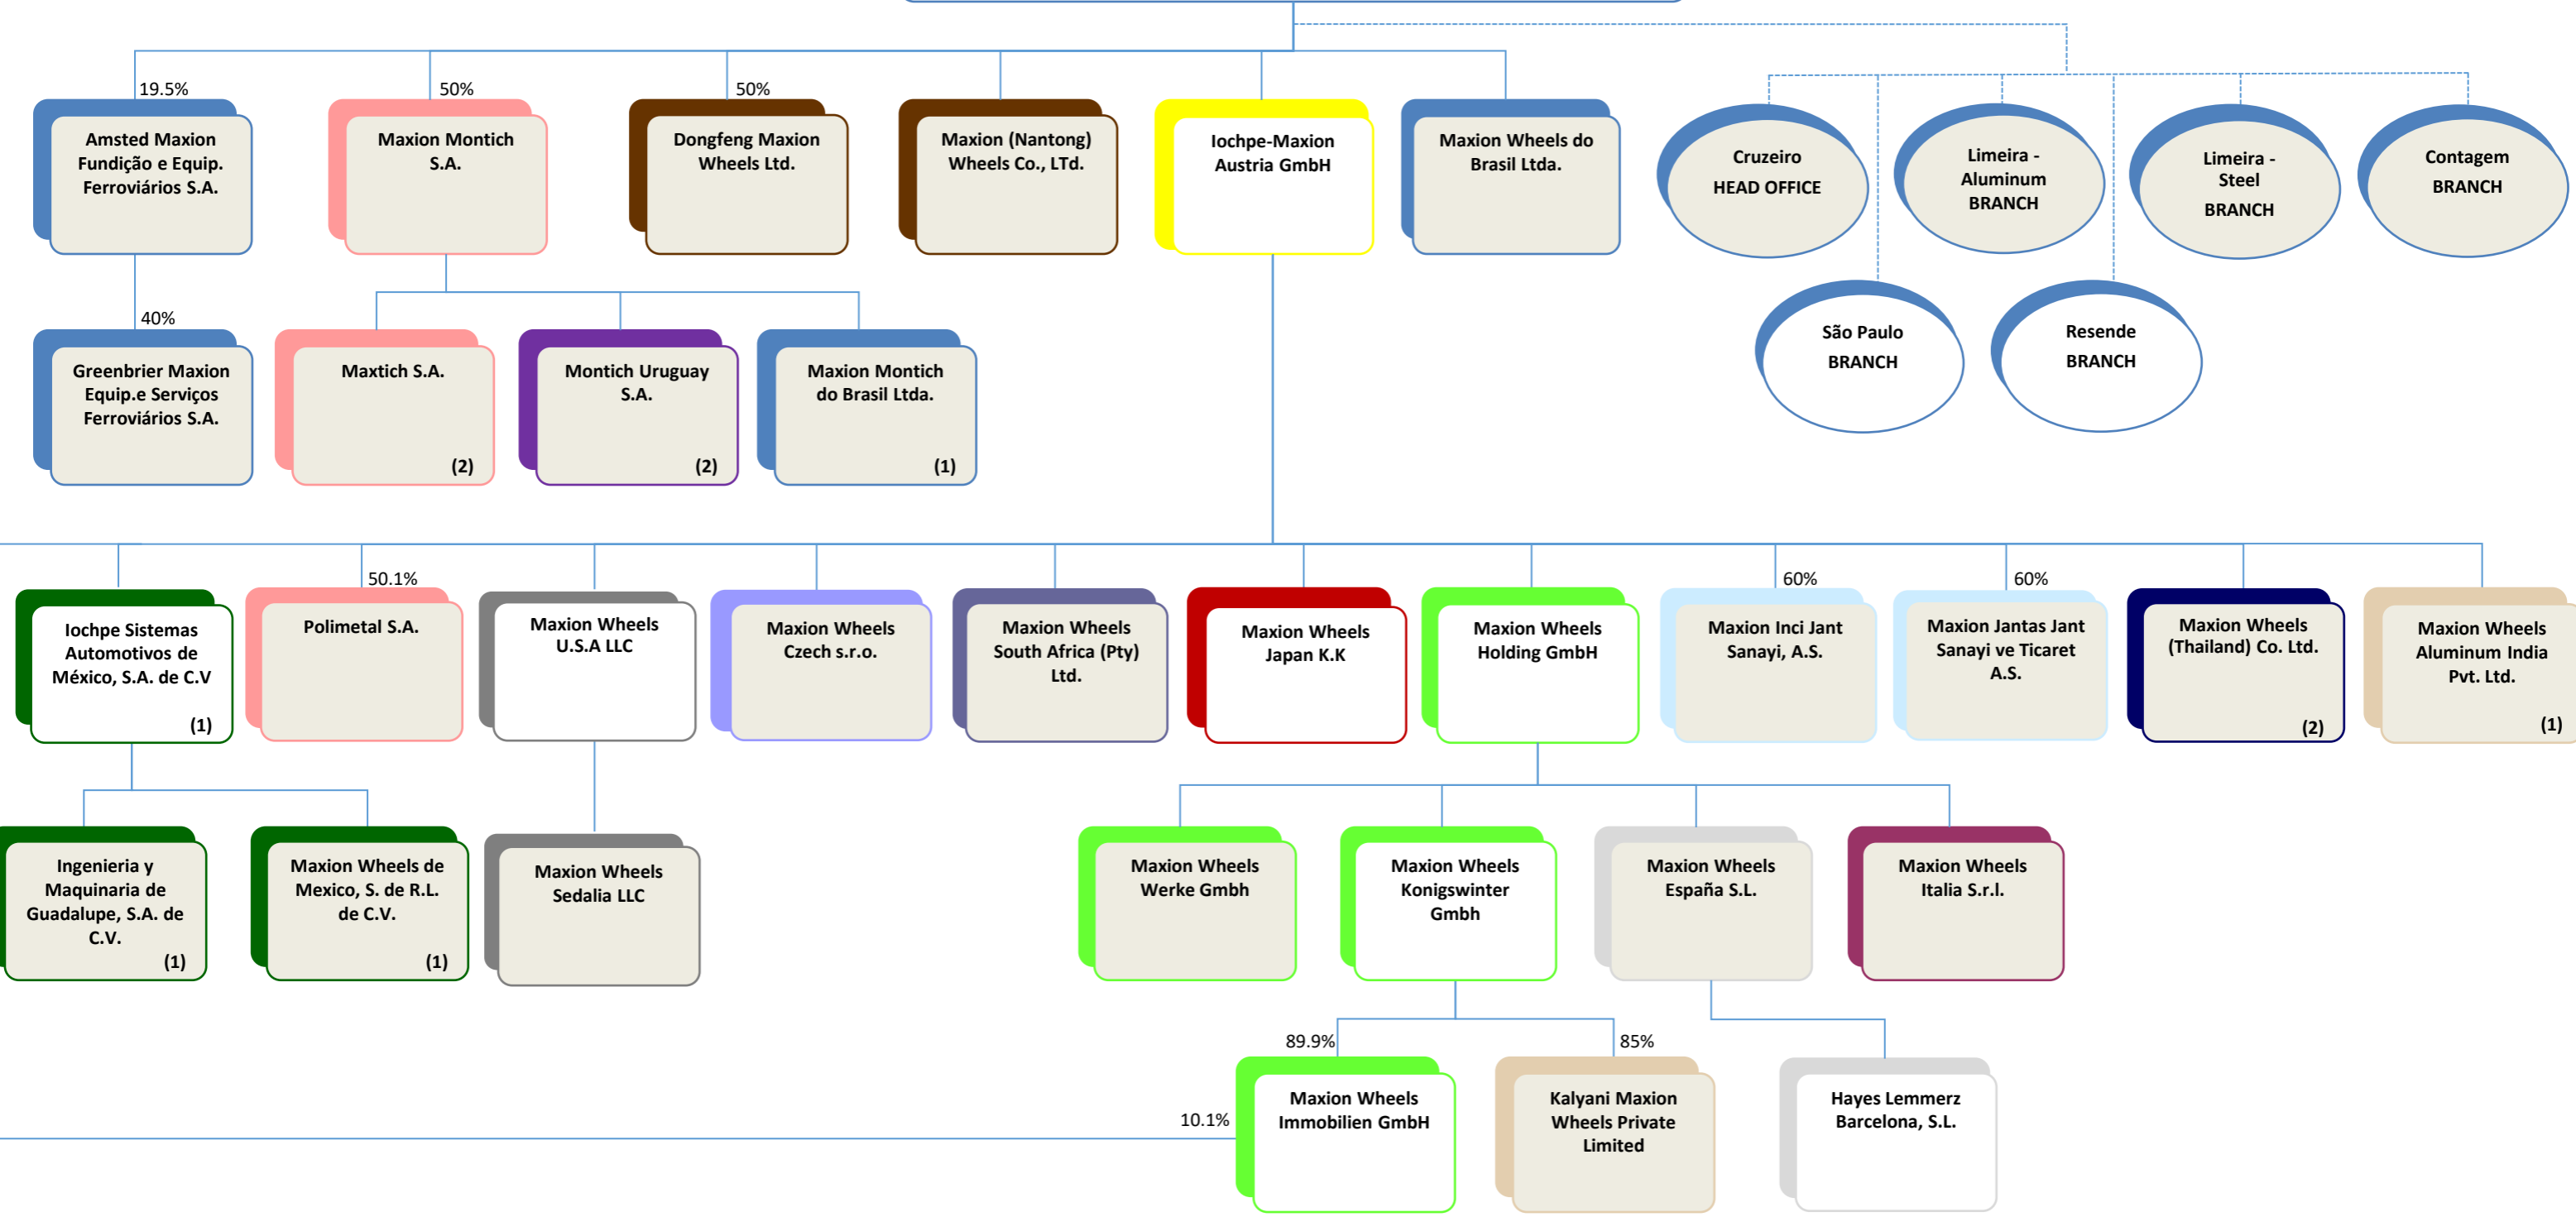 19.5%
50%
50%
Amsted Maxion
Fundição e Equip.
Ferroviários S.A.
Maxion Montich
S.A.
Dongfeng Maxion
Wheels Ltd.
Maxion (Nantong)
Wheels Co., LTd.
Iochpe-Maxion
Austria GmbH
Maxion Wheels do
Brasil Ltda.
Cruzeiro
HEAD OFFICE
Limeira -
Aluminum
BRANCH
Limeira -
Steel
BRANCH
Contagem
BRANCH
São Paulo
BRANCH
Resende
BRANCH
40%
Greenbrier Maxion
Equip.e Serviços
Ferroviários S.A.
Maxtich S.A.
(2)
Montich Uruguay
S.A.
(2)
Maxion Montich
do Brasil Ltda.
(1)
50.1%
60%
60%
Iochpe Sistemas
Automotivos de
México, S.A. de C.V
(1)
Polimetal S.A.
Maxion Wheels
U.S.A LLC
Maxion Wheels
Czech s.r.o.
Maxion Wheels
South Africa (Pty)
Ltd.
Maxion Wheels
Japan K.K
Maxion Wheels
Holding GmbH
Maxion Inci Jant
Sanayi, A.S.
Maxion Jantas Jant
Sanayi ve Ticaret
A.S.
Maxion Wheels
(Thailand) Co. Ltd.
(2)
Maxion Wheels
Aluminum India
Pvt. Ltd.
(1)
Ingenieria y
Maquinaria de
Guadalupe, S.A. de
C.V.
(1)
Maxion Wheels de
Mexico, S. de R.L.
de C.V.
(1)
Maxion Wheels
Sedalia LLC
Maxion Wheels
Werke Gmbh
Maxion Wheels
Konigswinter
Gmbh
Maxion Wheels
España S.L.
Maxion Wheels
Italia S.r.l.
89.9%
85%
10.1%
Maxion Wheels
Immobilien GmbH
Kalyani Maxion
Wheels Private
Limited
Hayes Lemmerz
Barcelona, S.L.